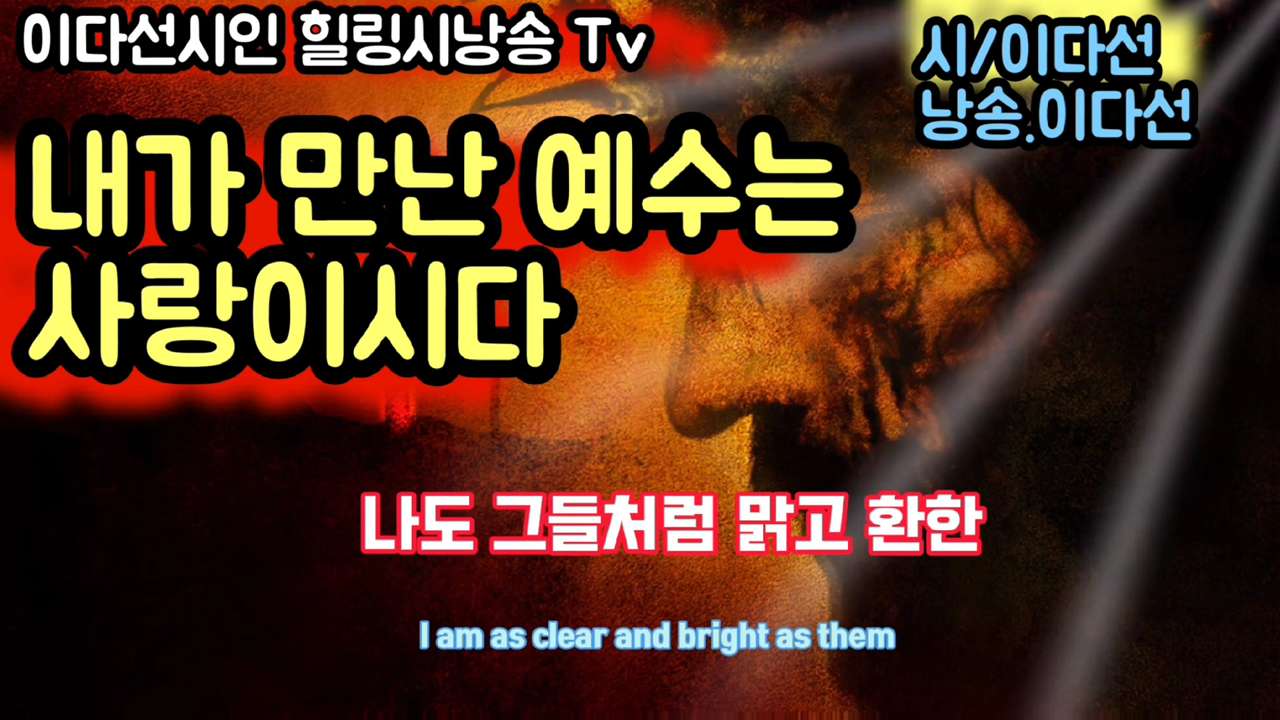 이다선시인 힐링시낭송 Tv
시/이다선
낭송.이다선
내가 만난 예수는
사랑이시다
나도 그들처럼 맑고 환한
I am as clear and bright as them